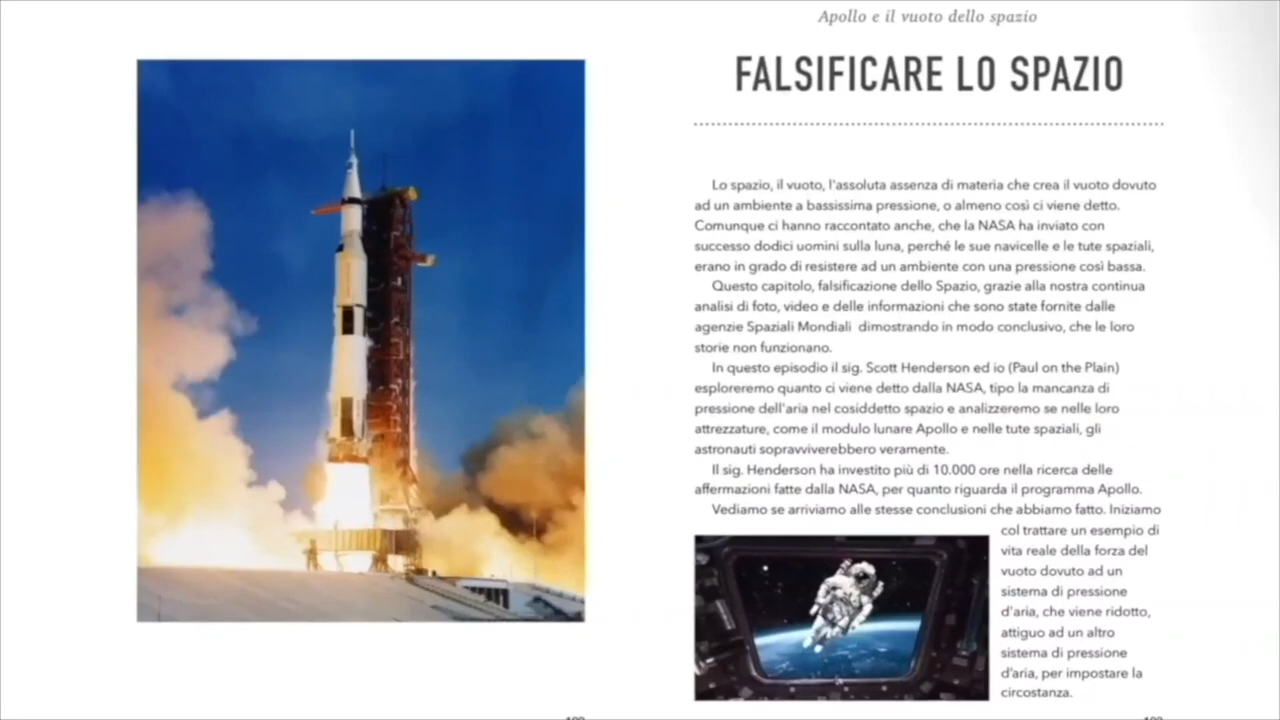 Apollo e il vuoto dello spazio
FALSIFICARE LO SPAZIO
Lo spazio, il vuoto, l'assoluta assenza di materia che crea il vuoto dovuto
ad un ambiente a bassissima pressione, o almeno così ci viene detto.
Comunque ci hanno raccontato anche, che la NASA ha inviato con
successo dodici uomini sulla luna, perché le sue navicelle e le tute spaziali,
erano in grado di resistere ad un ambiente con una pressione così bassa.
Questo capitolo, falsificazione dello Spazio, grazie alla nostra continua
analisi di foto, video e delle informazioni che sono state fornite dalle
agenzie Spaziali Mondiali dimostrando in modo conclusivo, che le loro
storie non funzionano.
In questo episodio il sig. Scott Henderson ed io (Paul on the Plain)
esploreremo quanto ci viene detto dalla NASA, tipo la mancanza di
pressione dell'aria nel cosiddetto spazio e analizzeremo se nelle loro
attrezzature, come il modulo lunare Apollo e nelle tute spaziali, gli
astronauti sopravviverebbero veramente.
Il sig. Henderson ha investito più di 10.000 ore nella ricerca delle
affermazioni fatte dalla NASA, per quanto riguarda il programma Apollo.
Vediamo se arriviamo alle stesse conclusioni che abbiamo fatto. Iniziamo
col trattare un esempio di
vita reale della forza del
vuoto dovuto ad un
sistema di pressione
d'aria, che viene ridotto,
attiguo ad un altro
sistema di pressione
d'aria, per impostare la
circostanza.